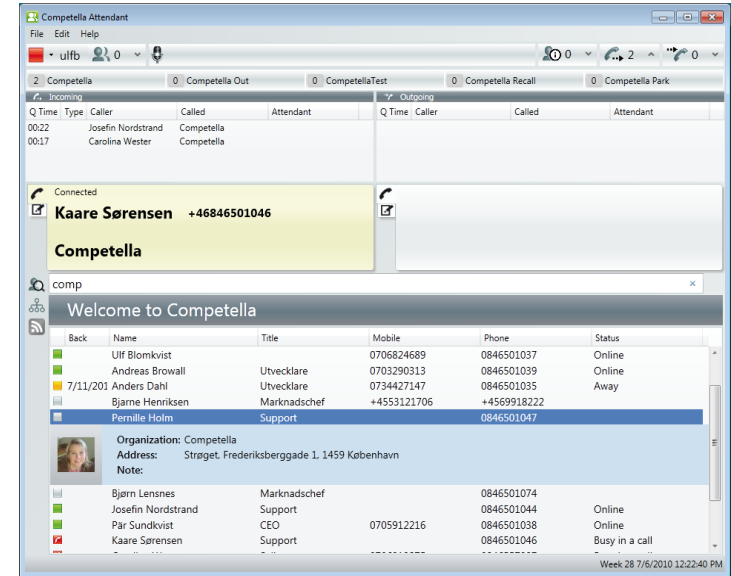 Competella Attendant
File Edit Help
ulfb 0 0 2 0
2 Competella 0 Competella Out 0 CompetellaTest 0 Competella Recall 0 Competella Park
Incoming Outgoing
Q Time Type Caller Called Attendant Q Time Caller Called Attendant
00:22 Josefin Nordstrand Competella
00:17 Carolina Wester Competella
Connected
Kaare Sørensen +46846501046
Competella
comp
Welcome to Competella
Back Name Title Mobile Phone Status
Ulf Blomkvist 0706824689 0846501037 Online
Andreas Browall Utvecklare 0703290313 0846501039 Online
7/11/201 Anders Dahl Utvecklare 0734427147 0846501035 Away
Bjarne Henriksen Marknadschef +4553121706 +4569918222
Pernille Holm Support 0846501047
Organization: Competella
Address: Strøget, Frederiksberggade 1, 1459 København
Note:
Bjørn Lensnes Marknadschef 0846501074
Josefin Nordstrand Support 0846501044 Online
Pär Sundkvist CEO 0705912216 0846501038 Online
Kaare Sørensen Support 0846501046 Busy in a call
Week 28 7/6/2010 12:22:40 PM